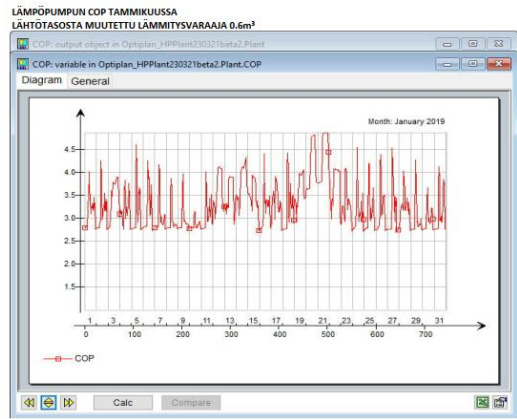 LÄMPÖPUMPUN COP TAMMIKUUSSA
LÄHTÖTASOSTA MUUTETTU LÄMMITYSVARAAJA 0.6m³
COP: output object in Optiplan_HPPlant230321beta2.Plant
COP: variable in Optiplan_HPPlant230321beta2.Plant.COP
Diagram General
Month: January 2019
4.5
4.0
3.5
3.0
2.5
2.0
1.5
1 3 5 7 9 11 13 15 17 19 21 23 25 27 29 31
0 100 200 300 400 500 600 700
COP
Calc Compare